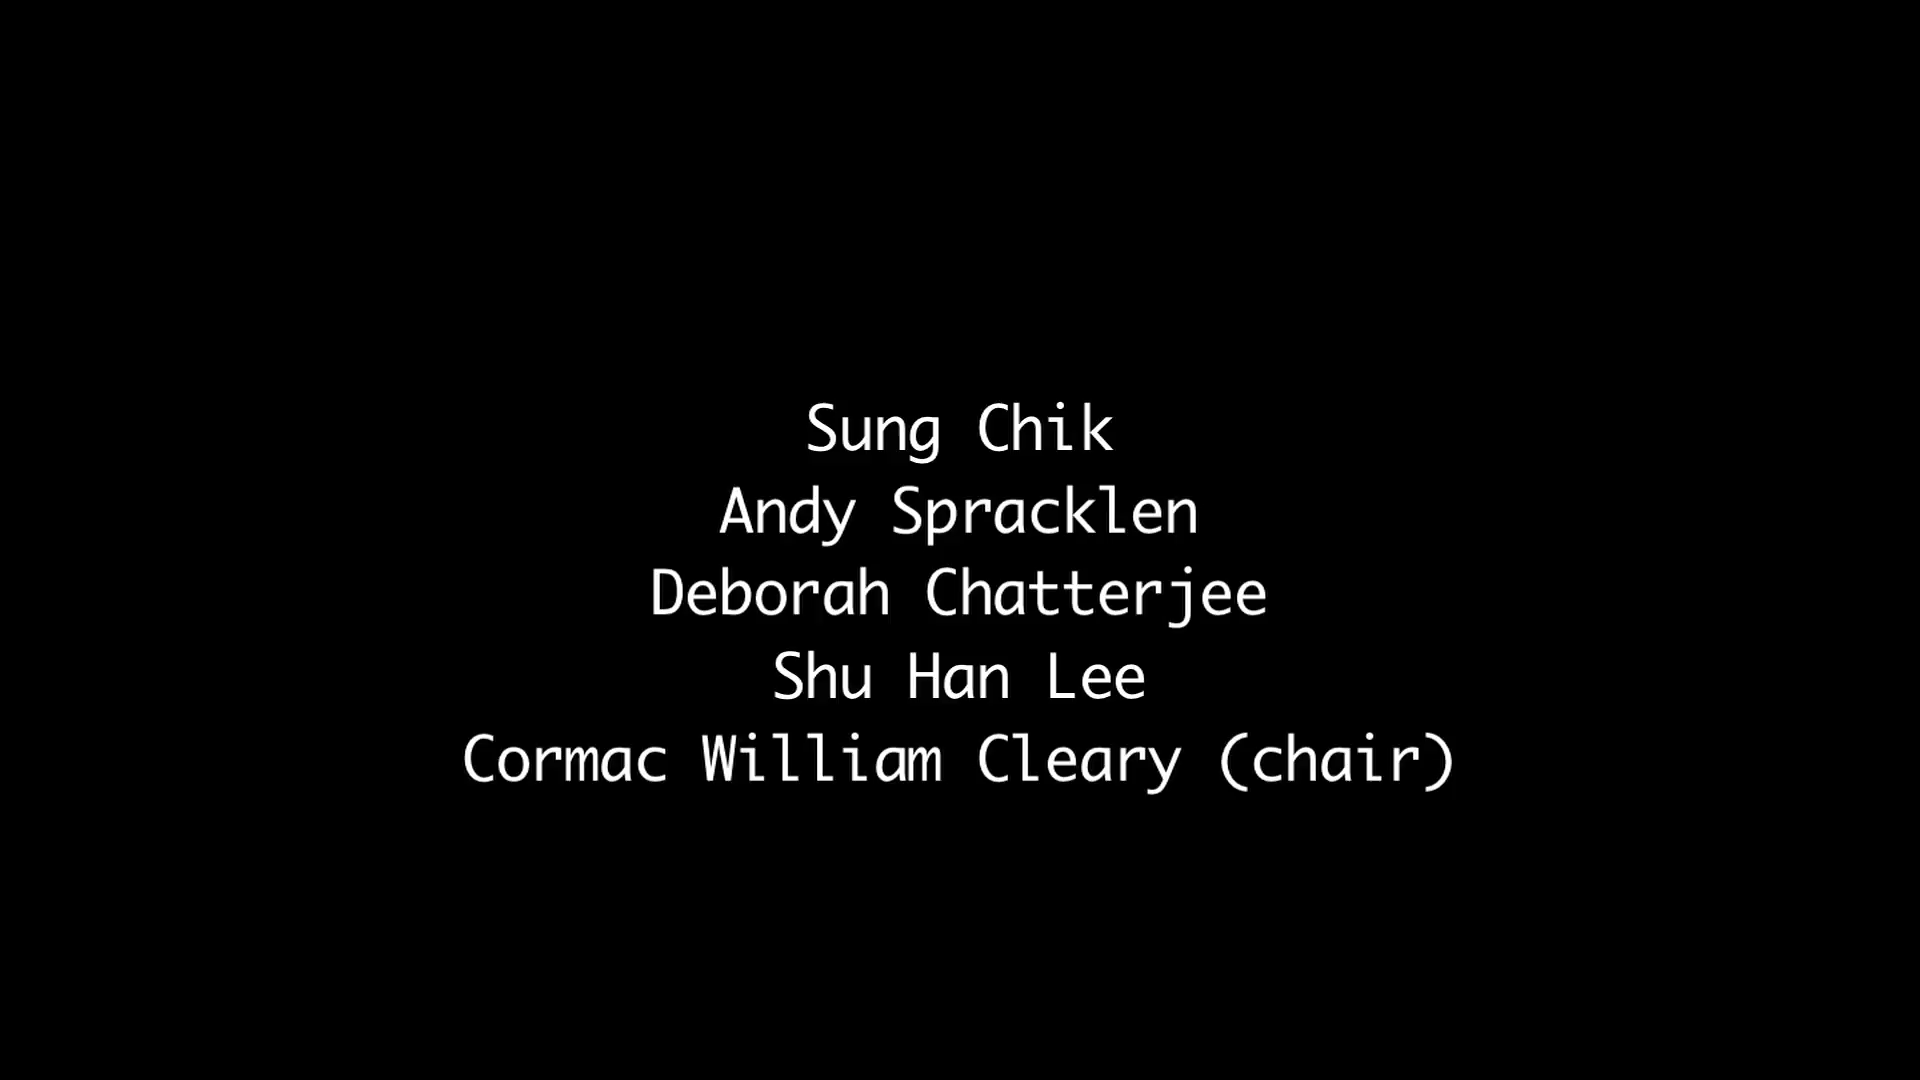 Sung Chik
Andy Spracklen
Deborah Chatterjee
Shu Han Lee
Cormac William Cleary (chair)